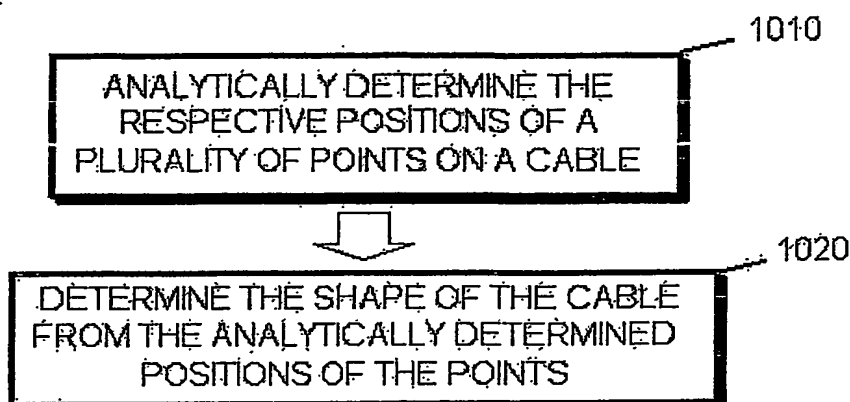 1010
ANALYTICALLY DETERMINE THE
RESPECTIVE POSITIONS OF A
PLURALITY OF POINTS ON A CABLE
1020
DETERMINE THE SHAPE OF THE CABLE
FROM THE ANALYTICALLY DETERMINED
POSITIONS OF THE POINTS